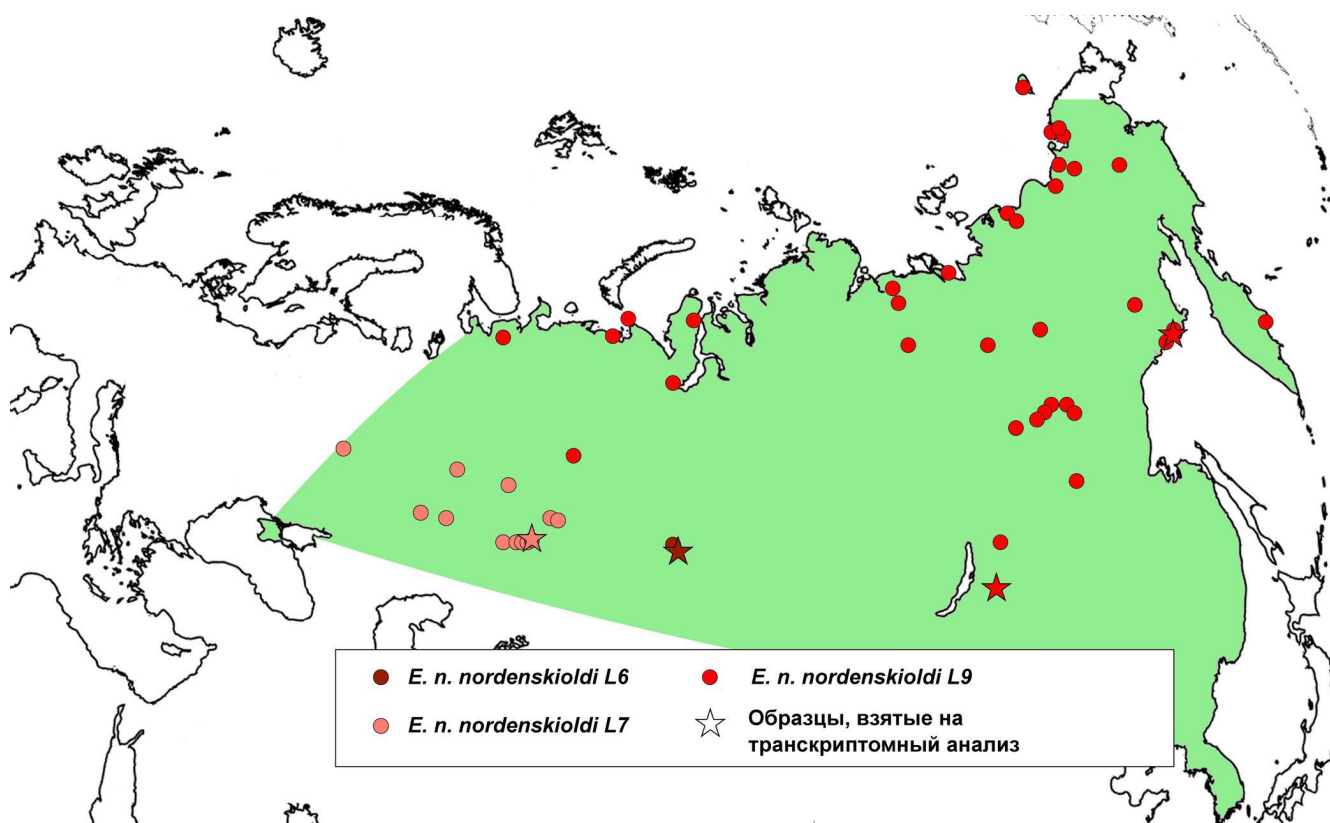 E. n. nordenskioldi L6
E. n. nordenskioldi L9
E. n. nordenskioldi L7
Образцы, взятые на
транскриптомный анализ